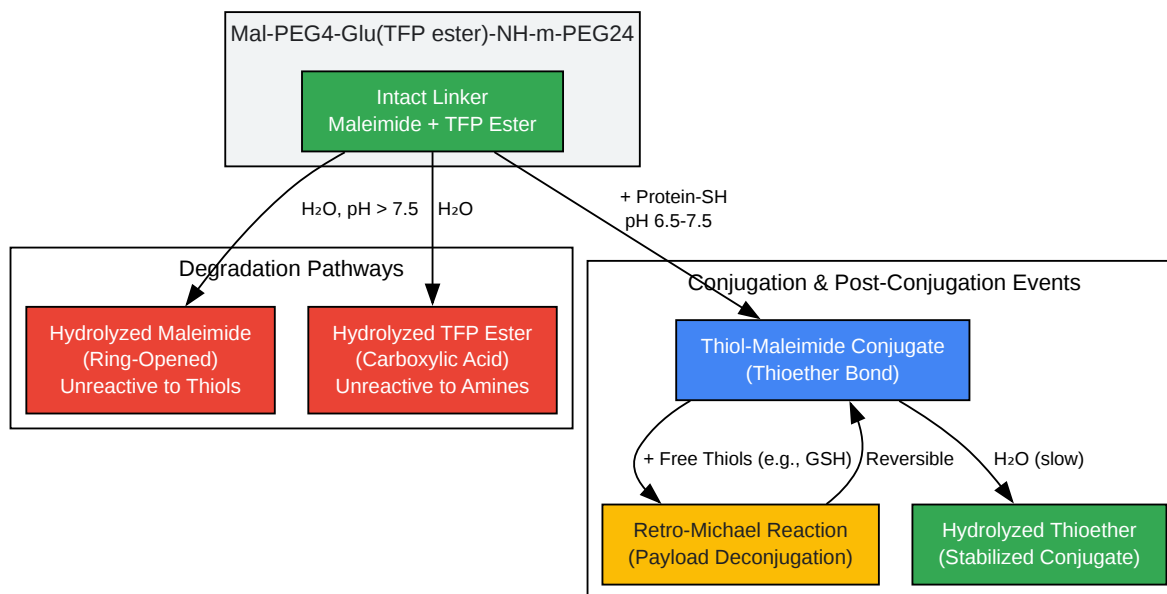 Mal-PEG4-Glu(TFP ester)-NH-m-PEG24
Intact Linker
Maleimide + TFP Ester
H₂O, pH > 7.5
H₂O
+ Protein-SH
pH 6.5-7.5
Degradation Pathways
Hydrolyzed Maleimide
(Ring-Opened)
Unreactive to Thiols
Hydrolyzed TFP Ester
(Carboxylic Acid)
Unreactive to Amines
Conjugation & Post-Conjugation Events
Thiol-Maleimide Conjugate
(Thioether Bond)
+ Free Thiols (e.g., GSH)
Reversible
H₂O (slow)
Retro-Michael Reaction
(Payload Deconjugation)
Hydrolyzed Thioether
(Stabilized Conjugate)